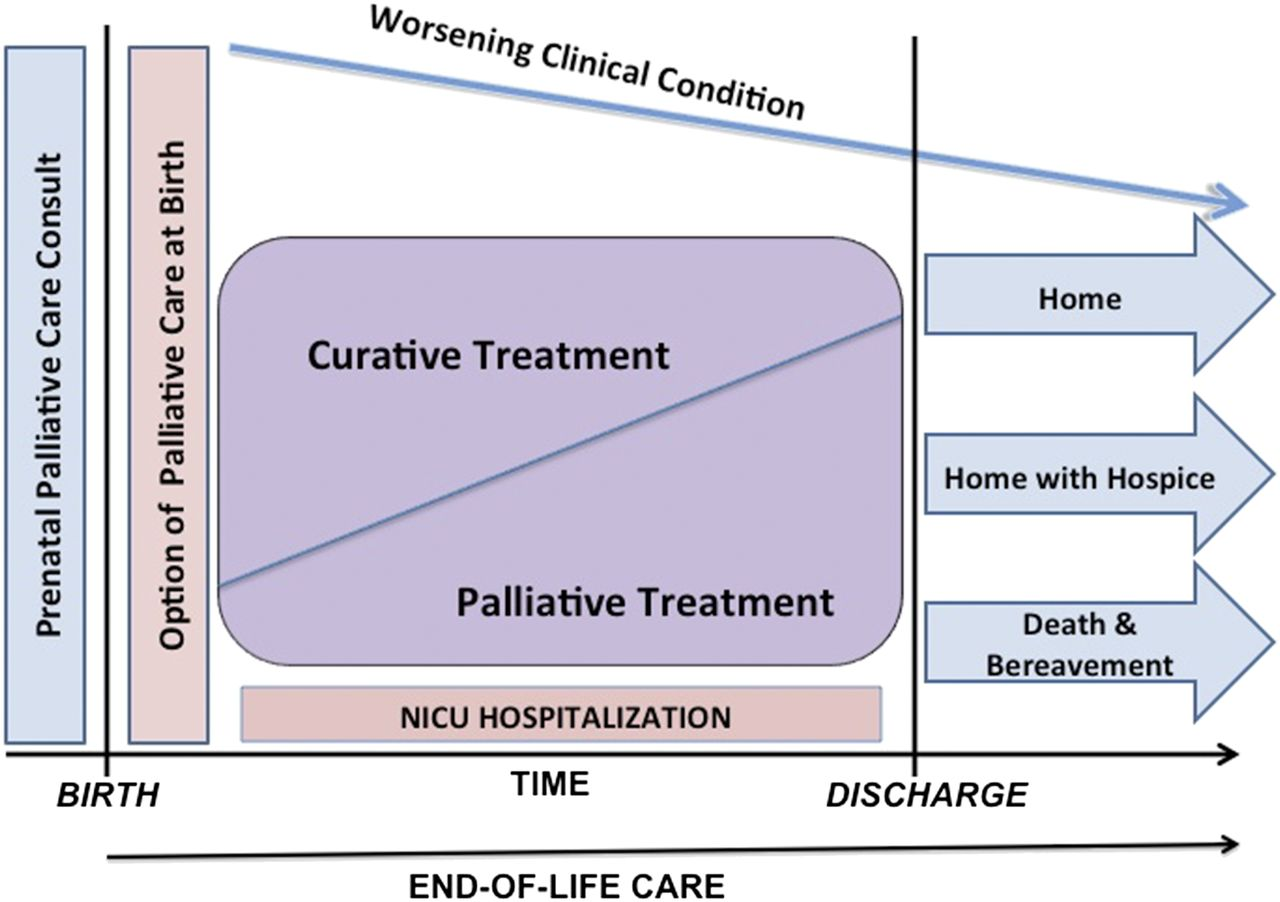 Worsening Clinical Condition
Prenatal Palliative Care Consult
Option of Palliative Care at Birth
Curative Treatment
Palliative Treatment
Home
Home with Hospice
Death &
Bereavement
NICU HOSPITALIZATION
BIRTH
TIME
DISCHARGE
END-OF-LIFE CARE